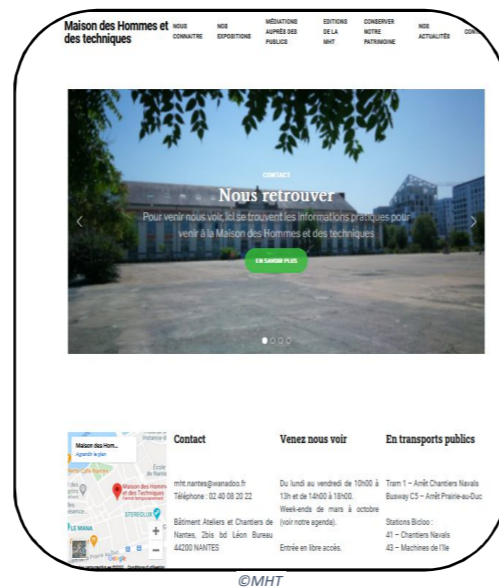 Maison des Hommes et
des techniques
NOUS
CONNAITRE
NOS
EXPOSITIONS
MÉDIATIONS
AUPRÈS DES
PUBLICS
EDITIONS
DE LA
MHT
CONSERVER
NOTRE
PATRIMOINE
NOS
ACTUALITÉS
CONTACT
Nous retrouver
Pour venir nous voir, ici se trouvent les informations pratiques pour
venir à la Maison des Hommes et des techniques
EN SAVOIR PLUS
Maison des Hom...
Agrandir le plan
Maison des Homm
et des Techniques
STEREOLUX
LE MANA
Google
Contact
mht.nantes@wanadoo.fr
Téléphone : 02 40 08 20 22
Bâtiment Ateliers et Chantiers de
Nantes, 2bis bd Léon Bureau
44200 NANTES
Venez nous voir
Du lundi au vendredi de 10h00 à
13h et de 14h00 à 18h00.
Week-ends de mars à octobre
(voir notre agenda).
Entrée en libre accès.
En transports publics
Tram 1 – Arrêt Chantiers Navals
Busway C5 – Arrêt Prairie-au-Duc
Stations Bicloo :
41 – Chantiers Navals
43 – Machines de l'île
©MHT